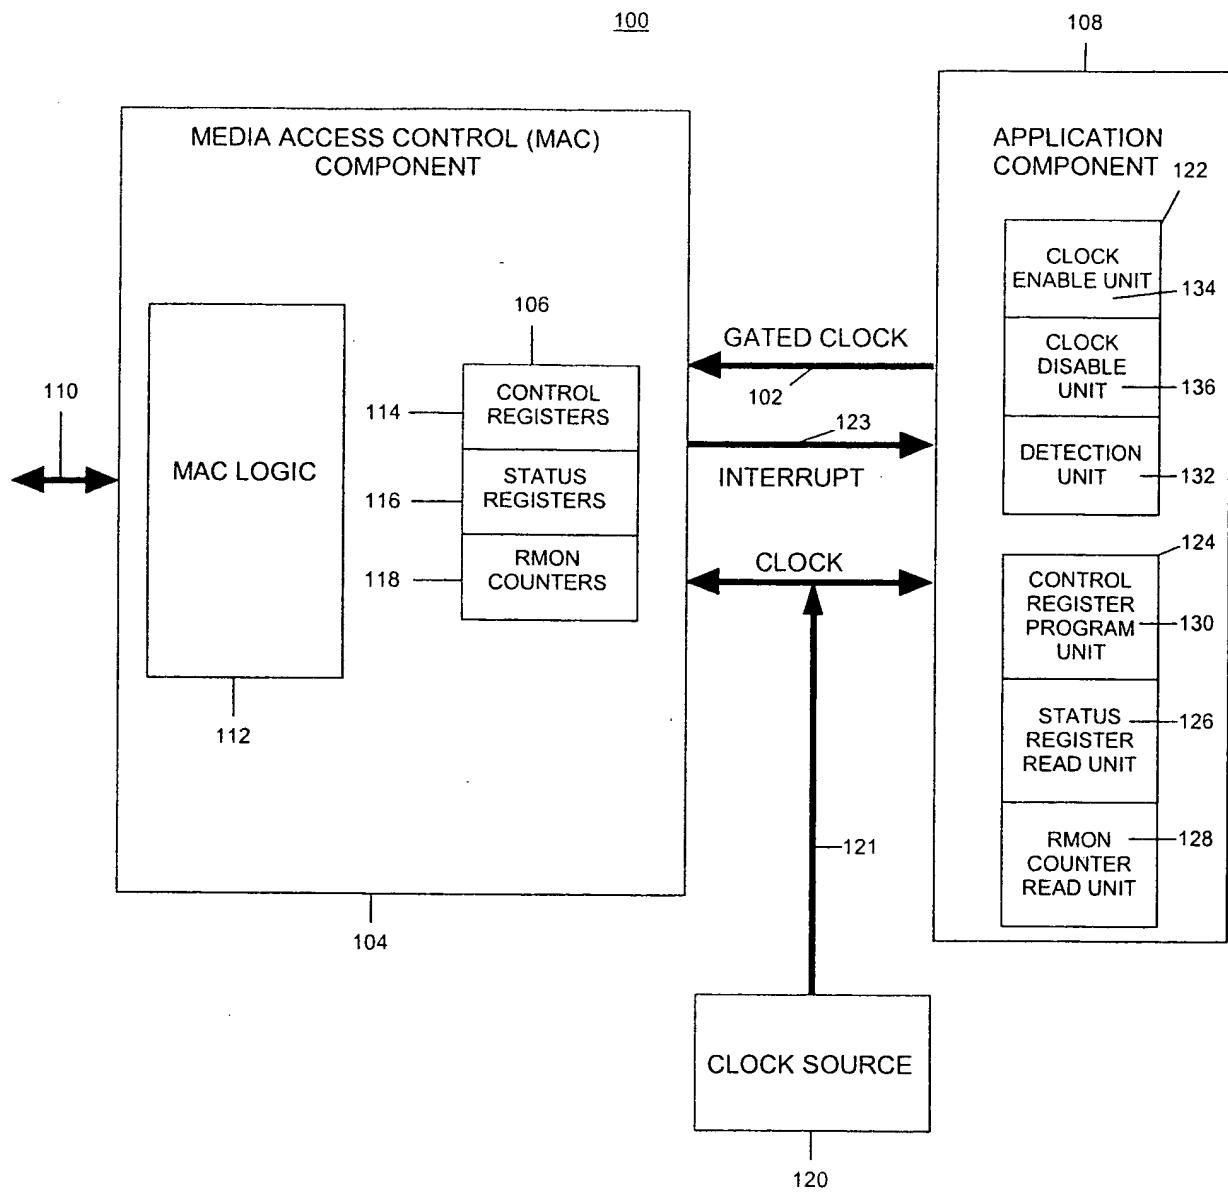 100
108
MEDIA ACCESS CONTROL (MAC)
COMPONENT
APPLICATION
COMPONENT
122
CLOCK
ENABLE UNIT
134
106
GATED CLOCK
102
CLOCK
DISABLE
UNIT
136
110
114
CONTROL
REGISTERS
123
MAC LOGIC
116
STATUS
REGISTERS
INTERRUPT
DETECTION
UNIT
132
118
RMON
COUNTERS
CLOCK
124
CONTROL
REGISTER
PROGRAM
UNIT
130
112
STATUS
REGISTER
READ UNIT
126
121
RMON
COUNTER
READ UNIT
128
104
CLOCK SOURCE
120